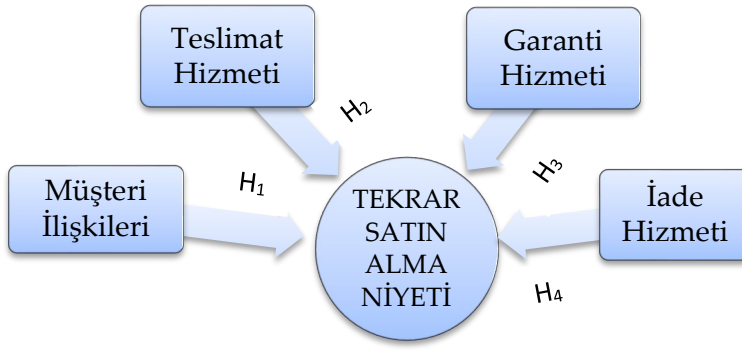 Teslimat
Hizmeti
Garanti
Hizmeti
H₂
H₁
H₃
Müşteri
İlişkileri
TEKRAR
SATIN
ALMA
NİYETİ
İade
Hizmeti
H₄